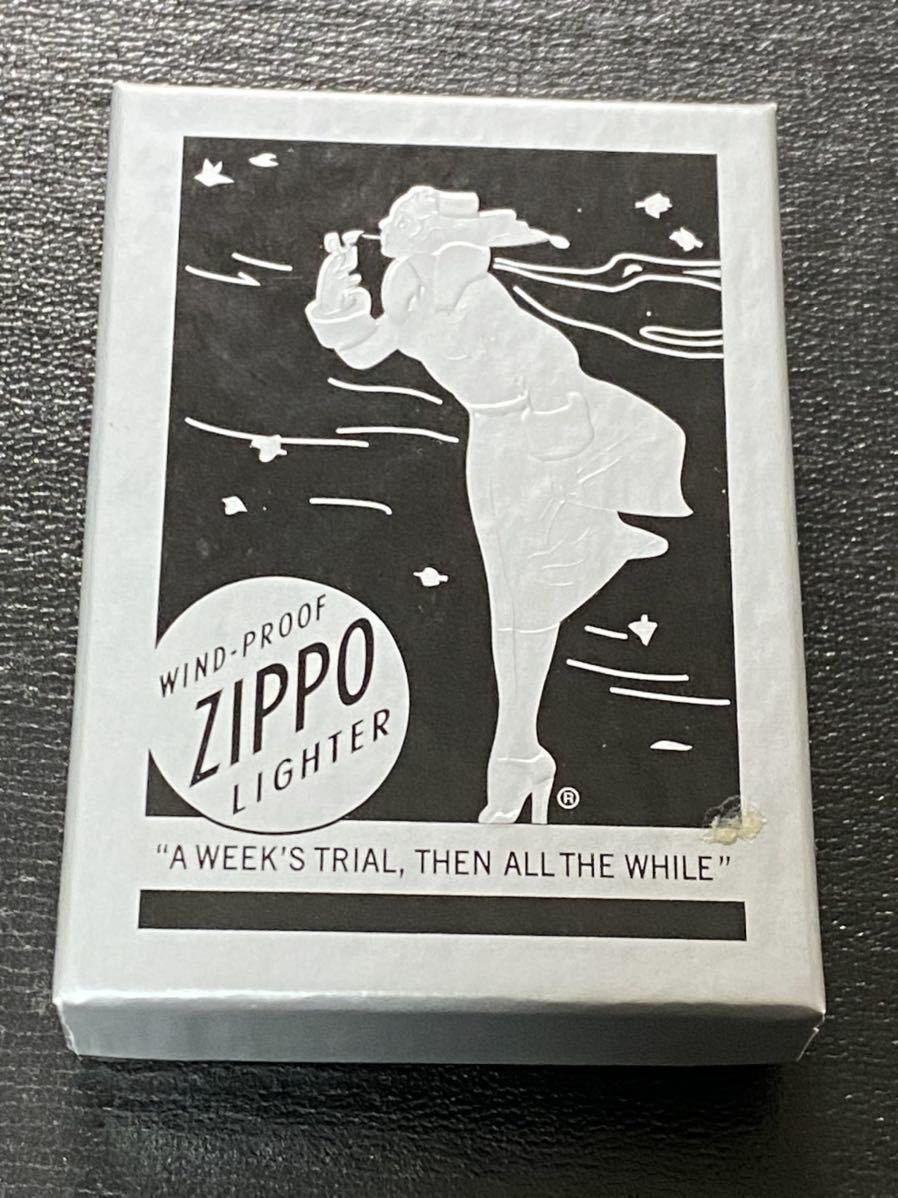 WIND-PROOF
ZIPPO
LIGHTER
®
"A WEEK'S TRIAL, THEN ALL THE WHILE"